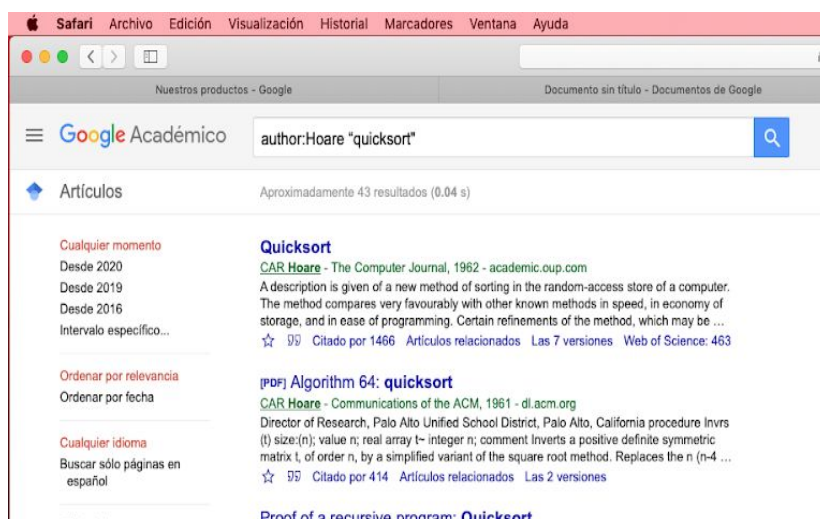 Safari Archivo Edición Visualización Historial Marcadores Ventana Ayuda
Nuestros productos - Google
Documento sin título - Documentos de Google
Google Académico
author:Hoare “quicksort"
Artículos
Aproximadamente 43 resultados (0.04 s)
Cualquier momento
Desde 2020
Desde 2019
Desde 2016
Intervalo específico...
Ordenar por relevancia
Ordenar por fecha
Cualquier idioma
Buscar sólo páginas en
español
Quicksort
CAR Hoare - The Computer Journal, 1962 - academic.oup.com
A description is given of a new method of sorting in the random-access store of a computer.
The method compares very favourably with other known methods in speed, in economy of
storage, and in ease of programming. Certain refinements of the method, which may be ...
Citado por 1466 Artículos relacionados Las 7 versiones Web of Science: 463
[PDF] Algorithm 64: quicksort
CAR Hoare - Communications of the ACM, 1961 - dl.acm.org
Director of Research, Palo Alto Unified School District, Palo Alto, California procedure Invrs
(t) size:(n); value n; real array t~ integer n; comment Inverts a positive definite symmetric
matrix t, of order n, by a simplified variant of the square root method. Replaces the n (n-4 ...
Citado por 414 Artículos relacionados Las 2 versiones
Proof of a recursive program: Quicksort